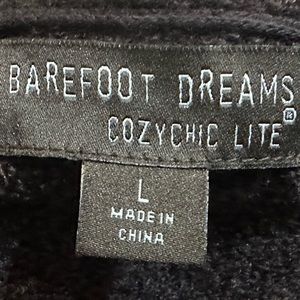 BAREFOOT DREAMS
COZYCHIC LITE®
L
MADE IN
CHINA